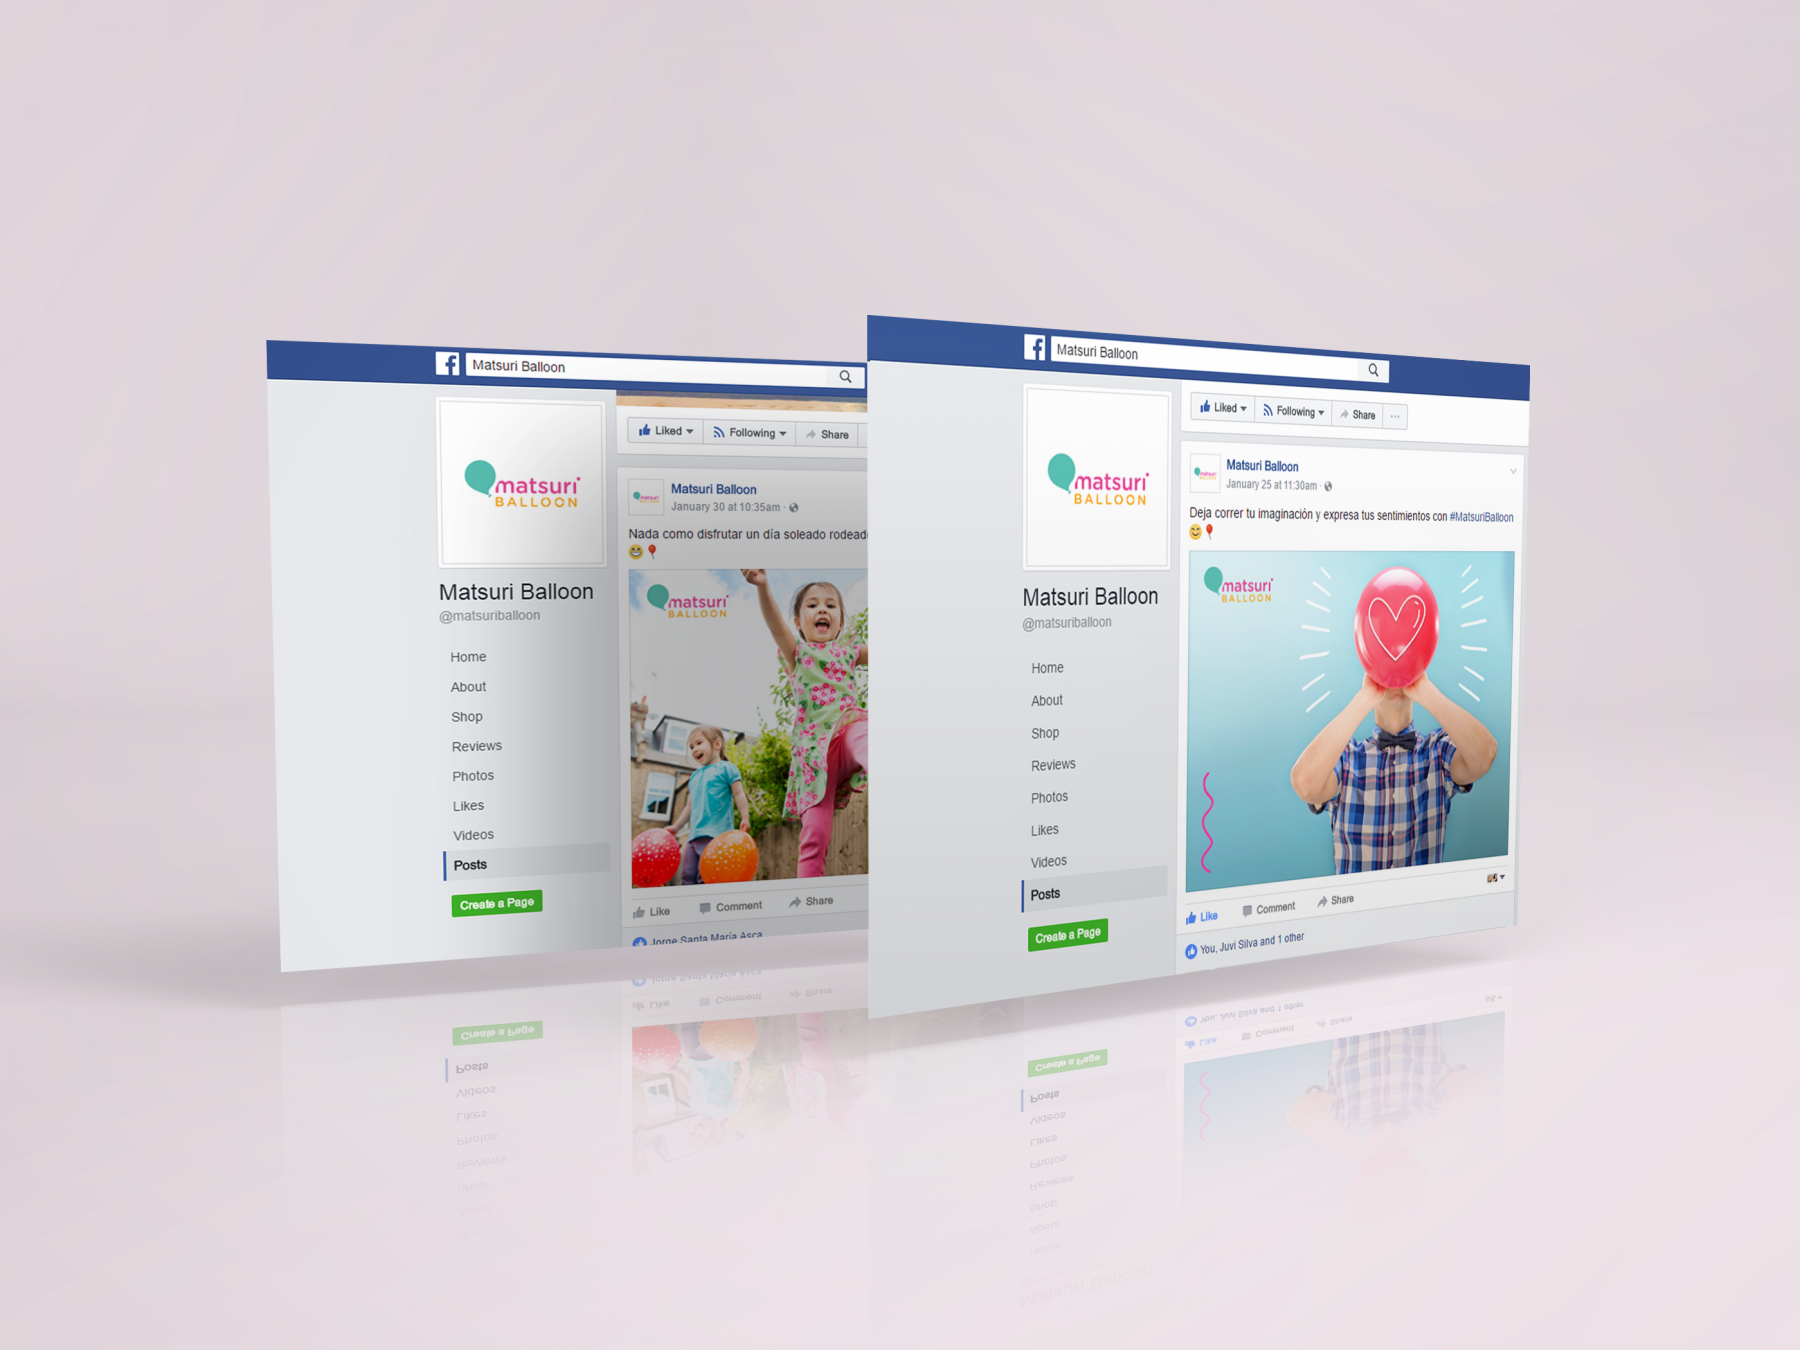 Matsuri Balloon
matsuri
BALLOON
Liked
Following
Share
Matsuri Balloon
January 30 at 10:35am ·
Nada como disfrutar un día soleado
matsuri
BALLOON
Matsuri Balloon
@matsuriballoon
Home
About
Shop
Reviews
Photos
Likes
Videos
Posts
Create a Page
Like
Comment
Share
Jorge Santa María Asca
Matsuri Balloon
matsuri
BALLOON
Liked
Following
Share
...
Matsuri Balloon
January 25 at 11:30am ·
Deja correr tu imaginación y expresa tus sentimientos con #MatsuriBalloon
matsuri
BALLOON
Matsuri Balloon
@matsuriballoon
Home
About
Shop
Reviews
Photos
Likes
Videos
Posts
Create a Page
Like
Comment
Share
You, Juvi Silva and 1 other